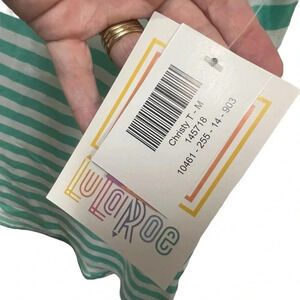 Christy T - M
145718
10461 - 255 - 14 - 903
LuLaRoe